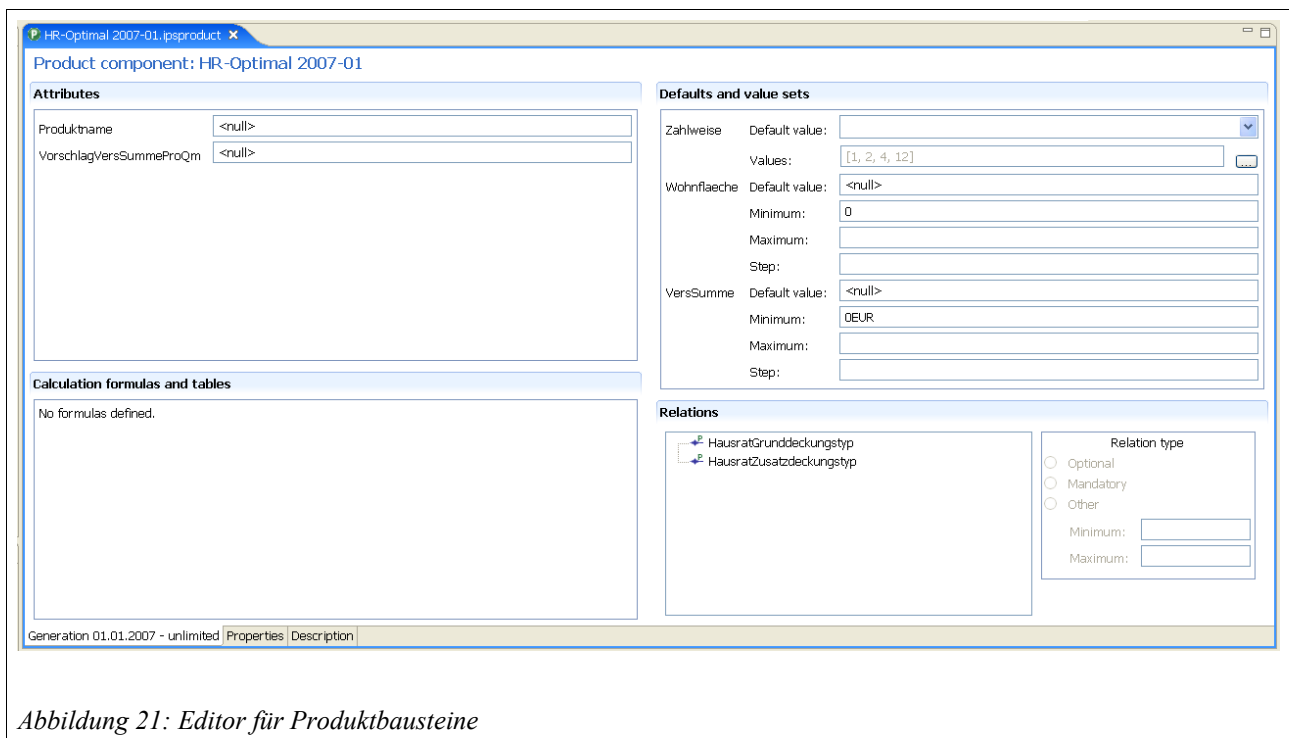 HR-Optimal 2007-01.ipsproduct
Product component: HR-Optimal 2007-01
Attributes
Produktname <null>
VorschlagVersSummeProQm <null>
Calculation formulas and tables
No formulas defined.
Defaults and value sets
Zahlweise Default value:
Values: [1, 2, 4, 12] ...
Wohnflaeche Default value: <null>
Minimum: 0
Maximum:
Step:
VersSumme Default value: <null>
Minimum: 0EUR
Maximum:
Step:
Relations
HausratGrunddeckungstyp
HausratZusatzdeckungstyp
Relation type
Optional
Mandatory
Other
Minimum:
Maximum:
Generation 01.01.2007 - unlimited Properties Description
Abbildung 21: Editor für Produktbausteine